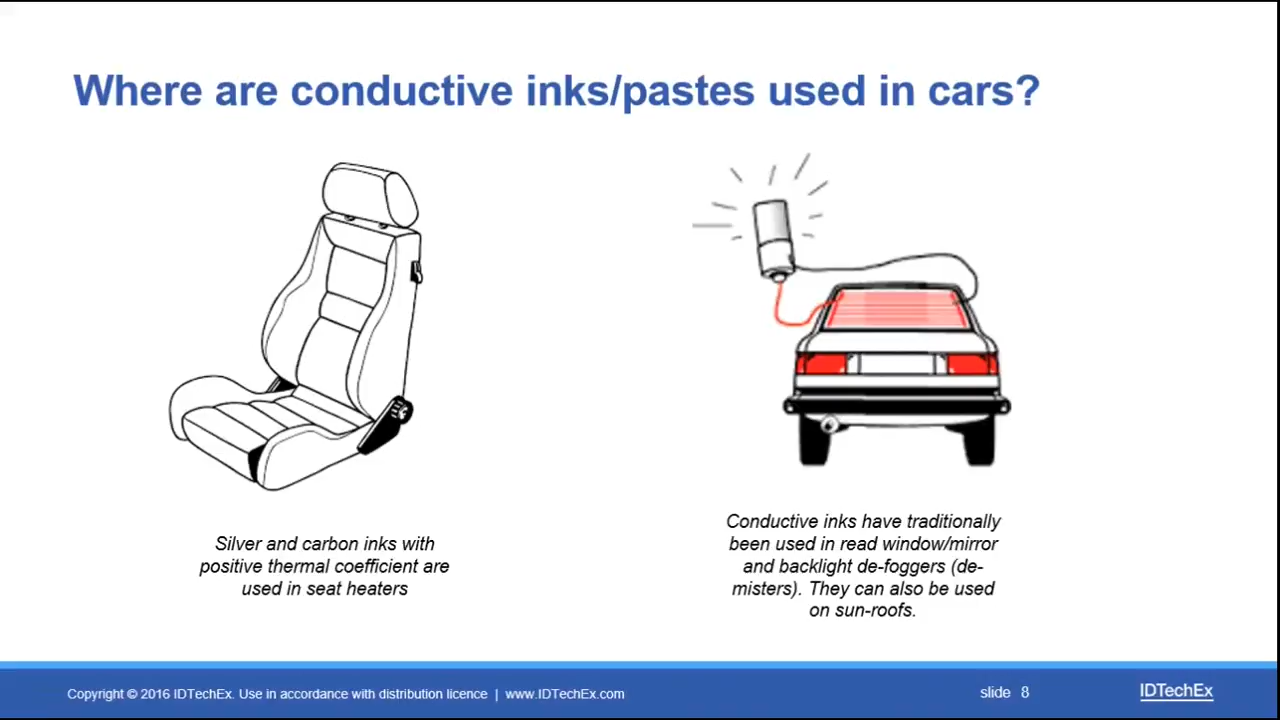 Where are conductive inks/pastes used in cars?
Silver and carbon inks with
positive thermal coefficient are
used in seat heaters
Conductive inks have traditionally
been used in read window/mirror
and backlight de-foggers (de-
misters). They can also be used
on sun-roofs.
Copyright © 2016 IDTechEx. Use in accordance with distribution licence | www.IDTechEx.com
slide 8
IDTechEx